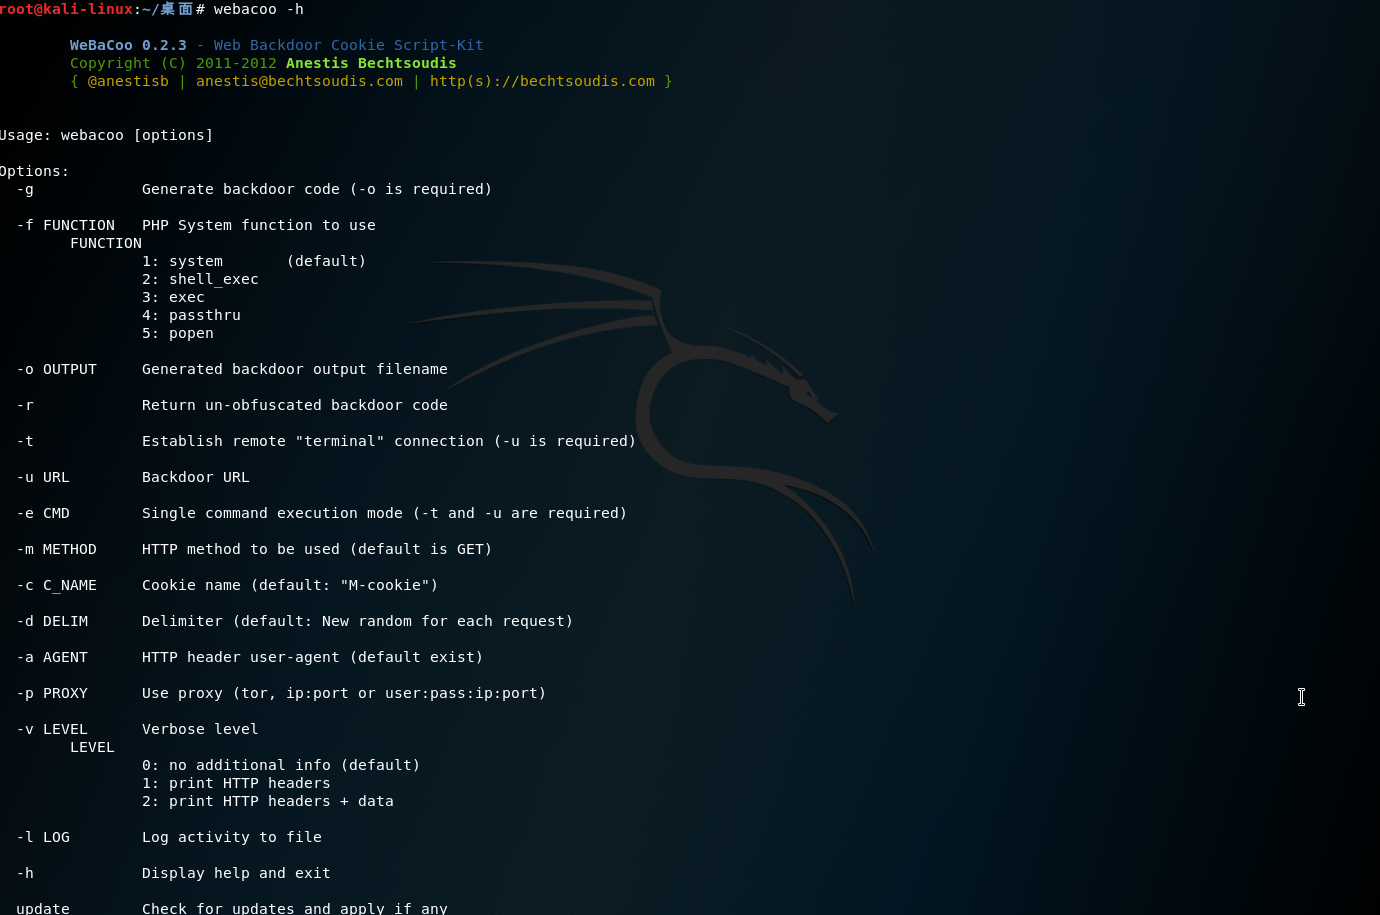 root@kali-linux:~/桌面# webacoo -h
WeBaCoo 0.2.3 - Web Backdoor Cookie Script-Kit
Copyright (C) 2011-2012 Anestis Bechtsoudis
{ @anestisb | anestis@bechtsoudis.com | http(s)://bechtsoudis.com }
Usage: webacoo [options]
Options:
-g Generate backdoor code (-o is required)
-f FUNCTION PHP System function to use
FUNCTION
1: system (default)
2: shell_exec
3: exec
4: passthru
5: popen
-o OUTPUT Generated backdoor output filename
-r Return un-obfuscated backdoor code
-t Establish remote "terminal" connection (-u is required)
-u URL Backdoor URL
-e CMD Single command execution mode (-t and -u are required)
-m METHOD HTTP method to be used (default is GET)
-c C_NAME Cookie name (default: "M-cookie")
-d DELIM Delimiter (default: New random for each request)
-a AGENT HTTP header user-agent (default exist)
-p PROXY Use proxy (tor, ip:port or user:pass:ip:port)
-v LEVEL Verbose level
LEVEL
0: no additional info (default)
1: print HTTP headers
2: print HTTP headers + data
-l LOG Log activity to file
-h Display help and exit
update Check for updates and apply if any